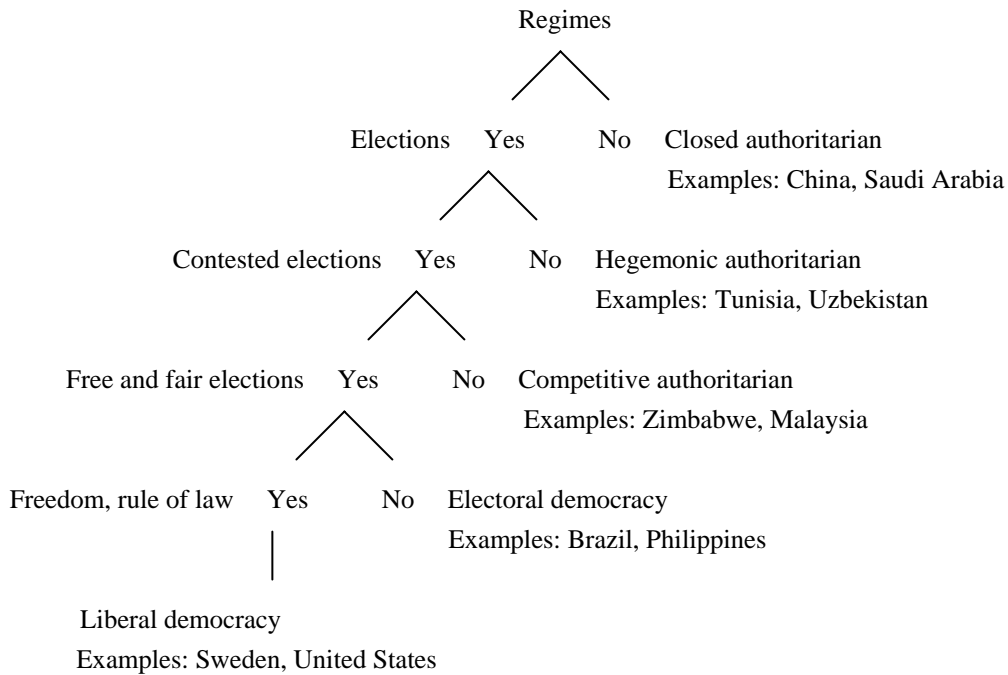 Regimes
Elections Yes No Closed authoritarian
Examples: China, Saudi Arabia
Contested elections Yes No Hegemonic authoritarian
Examples: Tunisia, Uzbekistan
Free and fair elections Yes No Competitive authoritarian
Examples: Zimbabwe, Malaysia
Freedom, rule of law Yes No Electoral democracy
Examples: Brazil, Philippines
Liberal democracy
Examples: Sweden, United States